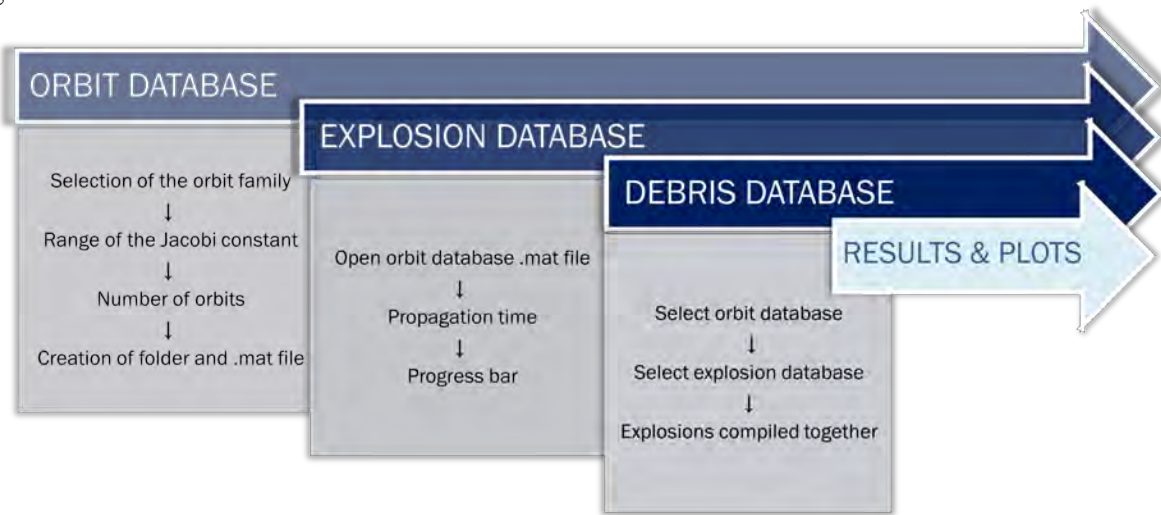 ORBIT DATABASE
Selection of the orbit family
↓
Range of the Jacobi constant
↓
Number of orbits
↓
Creation of folder and .mat file
EXPLOSION DATABASE
Open orbit database .mat file
↓
Propagation time
↓
Progress bar
DEBRIS DATABASE
Select orbit database
↓
Select explosion database
↓
Explosions compiled together
RESULTS & PLOTS